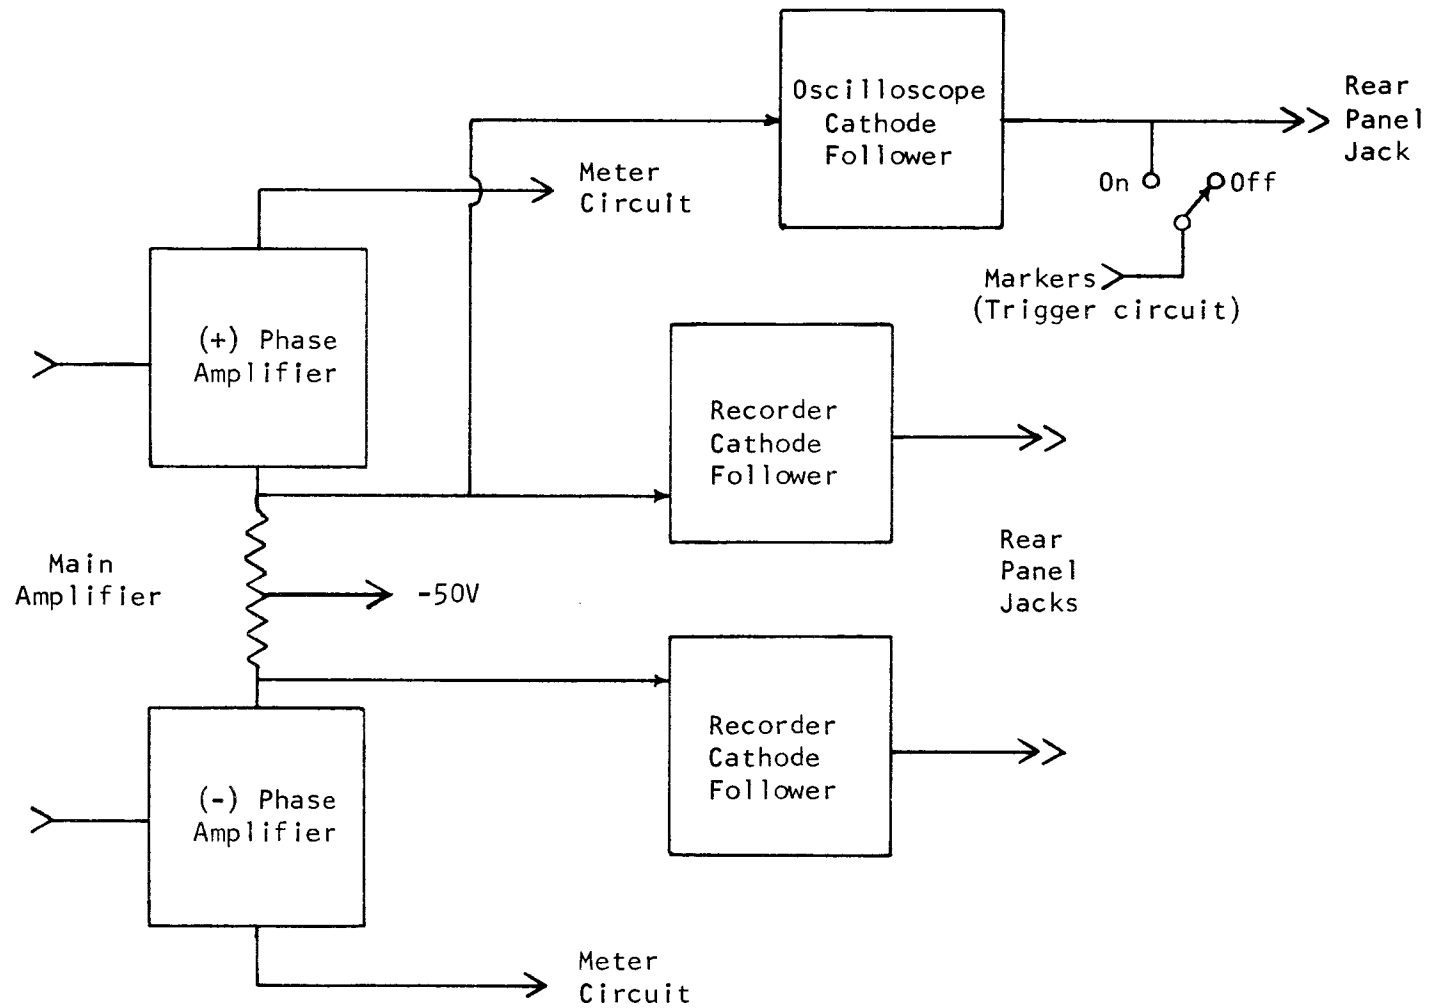 Oscilloscope
Cathode
Follower
Rear
Panel
Jack
Meter
Circuit
On
Off
Markers
(Trigger circuit)
(+) Phase
Amplifier
Recorder
Cathode
Follower
Main
Amplifier
-50V
Rear
Panel
Jacks
(-) Phase
Amplifier
Recorder
Cathode
Follower
Meter
Circuit